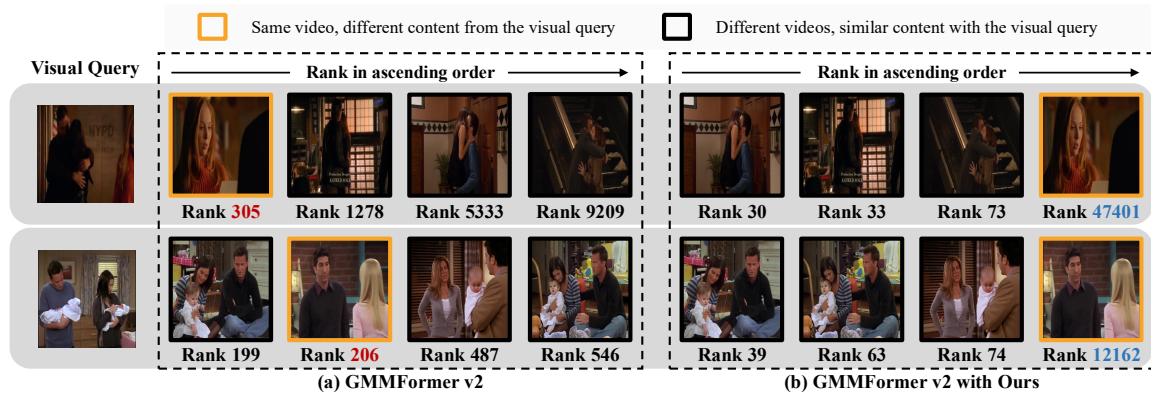 Same video, different content from the visual query
Different videos, similar content with the visual query
Visual Query
Rank in ascending order
Rank in ascending order
NYPD
Rank 305
Rank 1278
Rank 5333
Rank 9209
Rank 30
Rank 33
Rank 73
Rank 47401
Rank 199
Rank 206
Rank 487
Rank 546
Rank 39
Rank 63
Rank 74
Rank 12162
(a) GMMFormer v2
(b) GMMFormer v2 with Ours